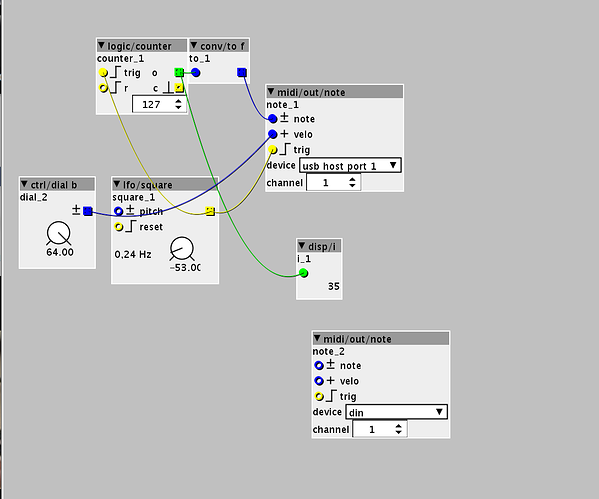 logic/counter
counter_1
trig o
r c
127
conv/to f
to_1
midi/out/note
note_1
± note
+ velo
trig
device usb host port 1
channel 1
ctrl/dial b
dial_2
±
64.00
lfo/square
square_1
± pitch
reset
0,24 Hz
-53.00
disp/i
i_1
35
midi/out/note
note_2
± note
+ velo
trig
device din
channel 1